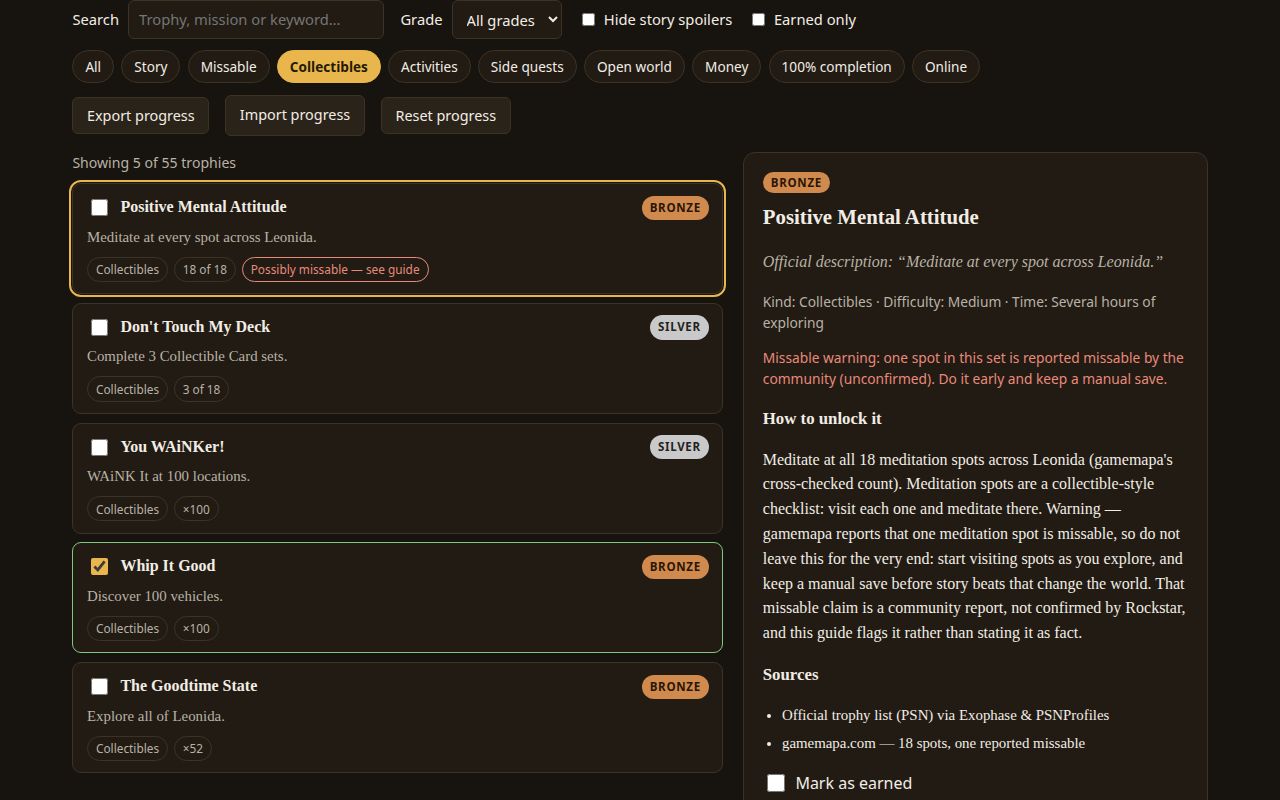 Search Trophy, mission or keyword... Grade All grades Hide story spoilers Earned only
All Story Missable Collectibles Activities Side quests Open world Money 100% completion Online
Export progress Import progress Reset progress
Showing 5 of 55 trophies
Positive Mental Attitude BRONZE
Meditate at every spot across Leonida.
Collectibles 18 of 18 Possibly missable — see guide
Don't Touch My Deck SILVER
Complete 3 Collectible Card sets.
Collectibles 3 of 18
You WAiNKer! SILVER
WAiNK It at 100 locations.
Collectibles ×100
Whip It Good BRONZE
Discover 100 vehicles.
Collectibles ×100
The Goodtime State BRONZE
Explore all of Leonida.
Collectibles ×52
BRONZE
Positive Mental Attitude
Official description: “Meditate at every spot across Leonida.”
Kind: Collectibles · Difficulty: Medium · Time: Several hours of
exploring
Missable warning: one spot in this set is reported missable by the
community (unconfirmed). Do it early and keep a manual save.
How to unlock it
Meditate at all 18 meditation spots across Leonida (gamemapa's
cross-checked count). Meditation spots are a collectible-style
checklist: visit each one and meditate there. Warning —
gamemapa reports that one meditation spot is missable, so do not
leave this for the very end: start visiting spots as you explore, and
keep a manual save before story beats that change the world. That
missable claim is a community report, not confirmed by Rockstar,
and this guide flags it rather than stating it as fact.
Sources
• Official trophy list (PSN) via Exophase & PSNProfiles
• gamemapa.com — 18 spots, one reported missable
Mark as earned